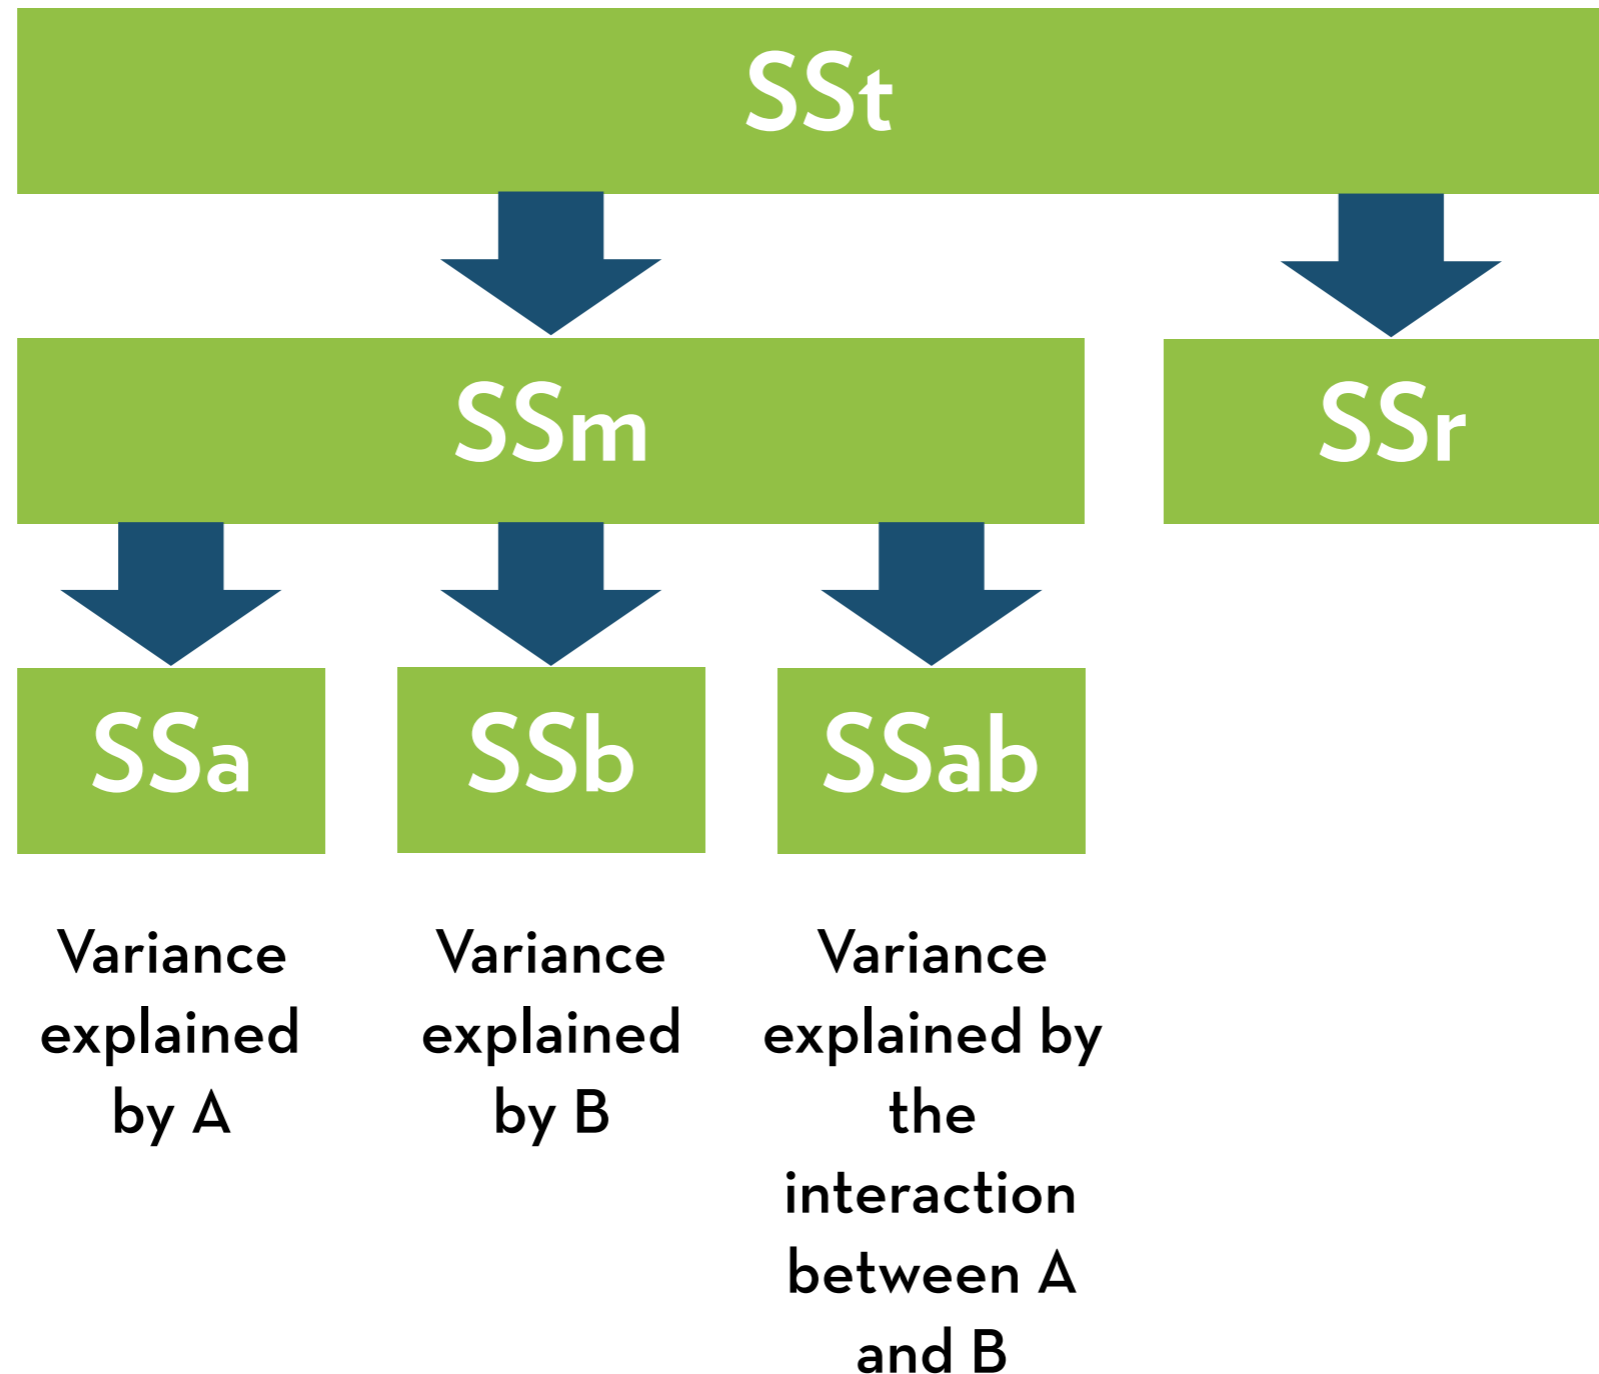 SSt
SSm
SSr
SSa
SSb
SSab
Variance
explained
by A
Variance
explained
by B
Variance
explained by
the
interaction
between A
and B